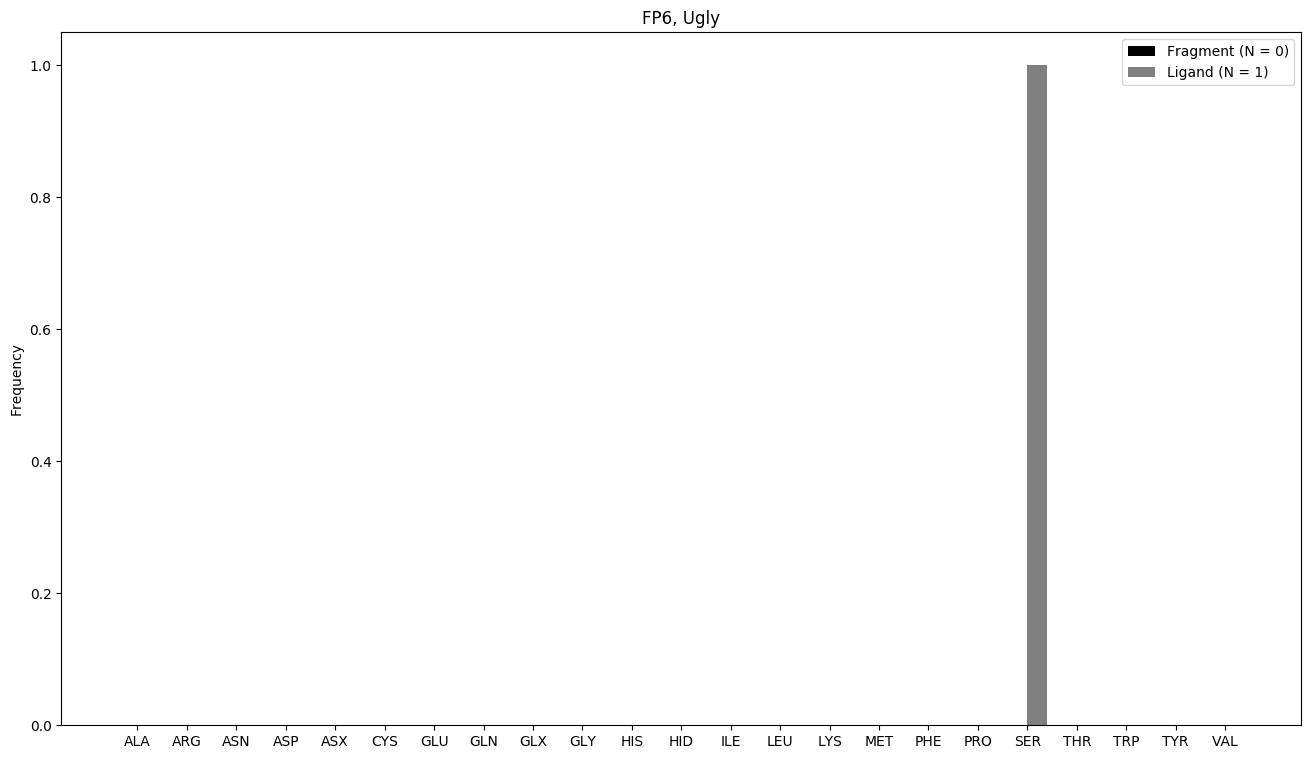 FP6, Ugly
Fragment (N = 0)
Ligand (N = 1)
Frequency
1.0
0.8
0.6
0.4
0.2
0.0
ALA ARG ASN ASP ASX CYS GLU GLN GLX GLY HIS HID ILE LEU LYS MET PHE PRO SER THR TRP TYR VAL